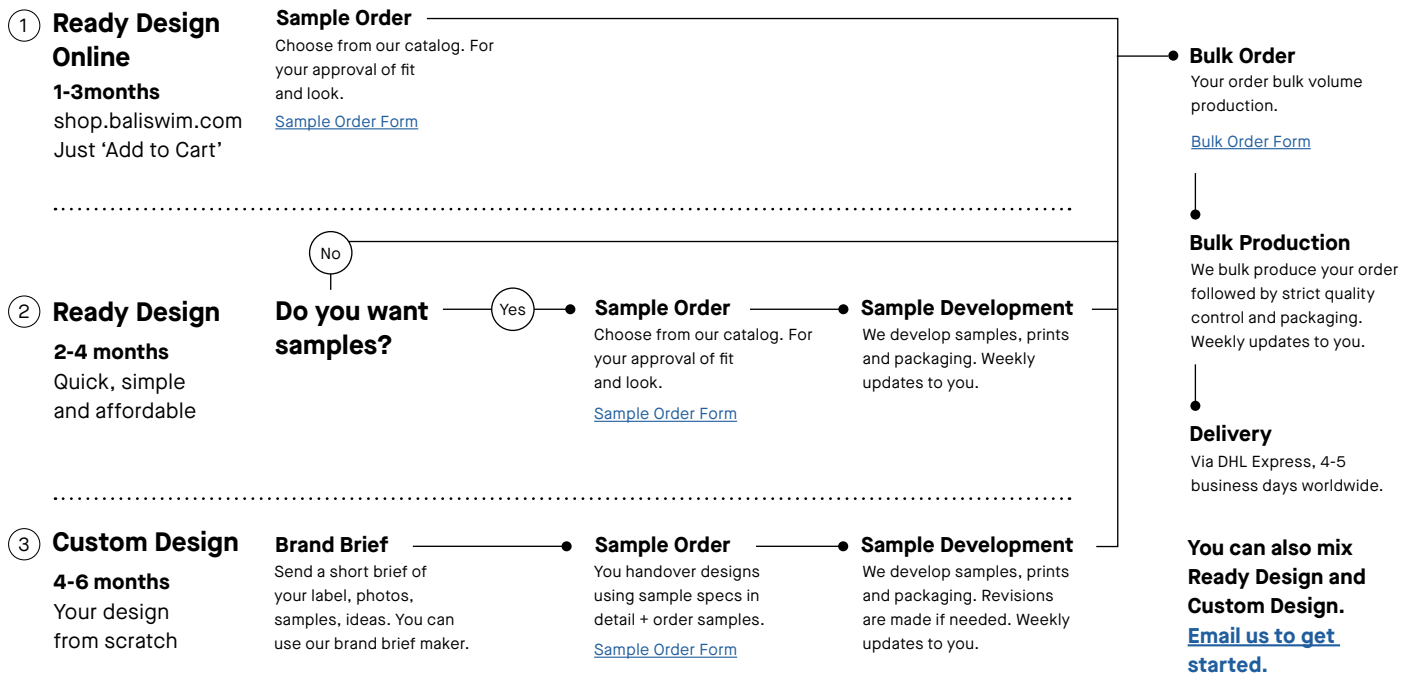 1
Ready Design
Online
1-3months
shop.baliswim.com
Just ‘Add to Cart’
Sample Order
Choose from our catalog. For
your approval of fit
and look.
Sample Order Form
Bulk Order
Your order bulk volume
production.
Bulk Order Form
No
2
Ready Design
2-4 months
Quick, simple
and affordable
Do you want
samples?
Yes
Sample Order
Choose from our catalog. For
your approval of fit
and look.
Sample Order Form
Sample Development
We develop samples, prints
and packaging. Weekly
updates to you.
Bulk Production
We bulk produce your order
followed by strict quality
control and packaging.
Weekly updates to you.
Delivery
Via DHL Express, 4-5
business days worldwide.
3
Custom Design
4-6 months
Your design
from scratch
Brand Brief
Send a short brief of
your label, photos,
samples, ideas. You can
use our brand brief maker.
Sample Order
You handover designs
using sample specs in
detail + order samples.
Sample Order Form
Sample Development
We develop samples, prints
and packaging. Revisions
are made if needed. Weekly
updates to you.
You can also mix
Ready Design and
Custom Design.
Email us to get
started.